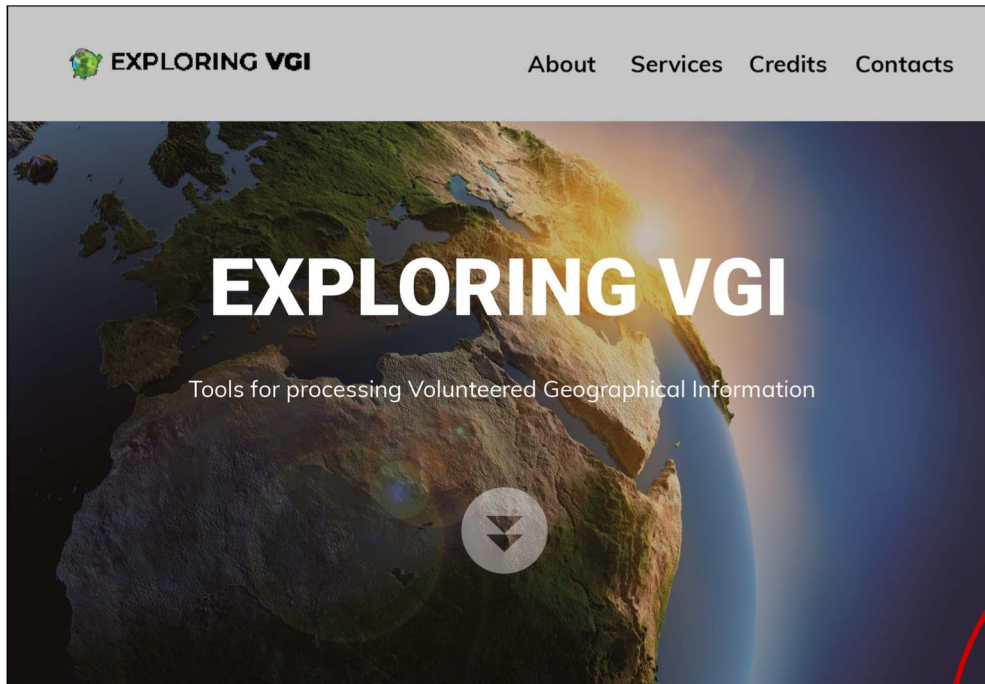 EXPLORING VGI
About Services Credits Contacts
EXPLORING VGI
Tools for processing Volunteered Geographical Information